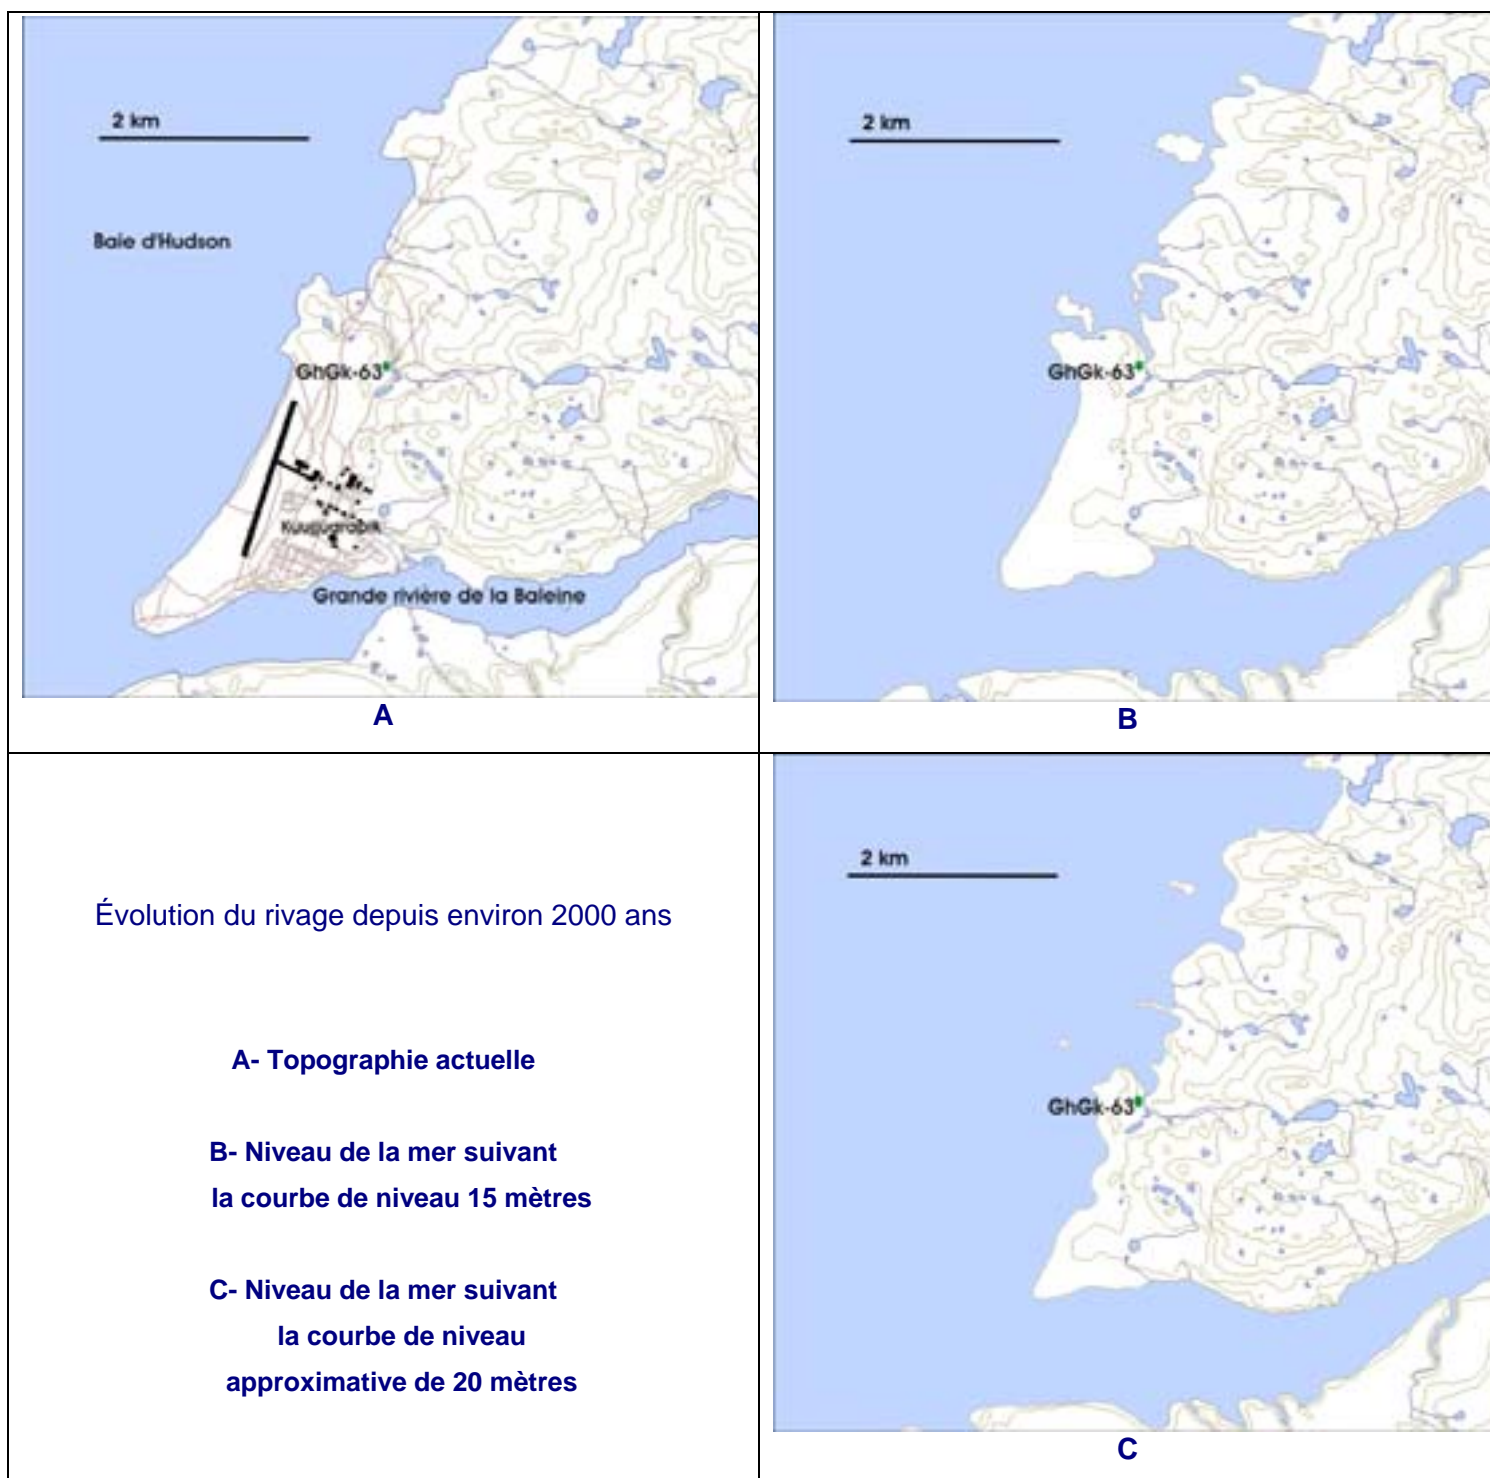 2 km
Baie d'Hudson
GhGk-63
Kuujjuarapik
Grande rivière de la Baleine
A
2 km
GhGk-63
B
Évolution du rivage depuis environ 2000 ans
A- Topographie actuelle
B- Niveau de la mer suivant
la courbe de niveau 15 mètres
C- Niveau de la mer suivant
la courbe de niveau
approximative de 20 mètres
2 km
GhGk-63
C